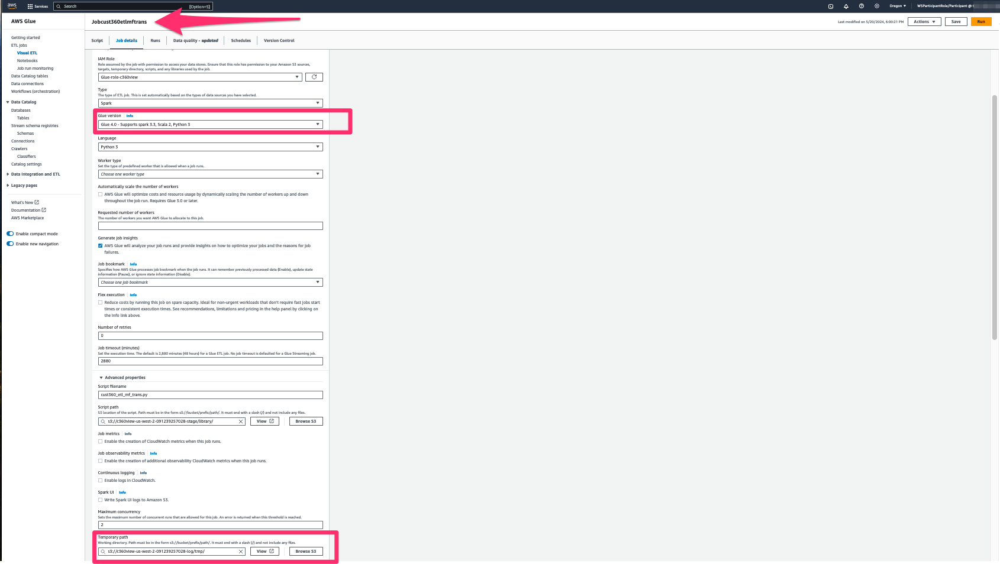 aws
Services
Search
[Option+S]
Oregon ▼
WSParticipantRole/Participant @
AWS Glue
Getting started
ETL jobs
Visual ETL
Notebooks
Job run monitoring
Data Catalog tables
Data connections
Workflows (orchestration)
Data Catalog
Databases
Tables
Stream schema registries
Schemas
Connections
Crawlers
Classifiers
Catalog settings
Data Integration and ETL
Legacy pages
What's New
Documentation
AWS Marketplace
Enable compact mode
Enable new navigation
Jobcust360etlmftrans
Last modified on 5/20/2024, 6:00:21 PM
Actions ▼
Save
Run
Script
Job details
Runs
Data quality - updated
Schedules
Version Control
IAM Role
Role assumed by the job with permission to access your data stores. Ensure that this role has permission to your Amazon S3 sources,
targets, temporary directory, scripts, and any libraries used by the job.
Glue-role-c360view
Type
The type of ETL job. This is set automatically based on the types of data sources you have selected.
Spark
Glue version Info
Glue 4.0 - Supports spark 3.3, Scala 2, Python 3
Language
Python 3
Worker type
Set the type of predefined worker that is allowed when a job runs.
Choose one worker type
Automatically scale the number of workers
AWS Glue will optimize costs and resource usage by dynamically scaling the number of workers up and down
throughout the job run. Requires Glue 3.0 or later.
Requested number of workers
The number of workers you want AWS Glue to allocate to this job.
Generate job insights
AWS Glue will analyze your job runs and provide insights on how to optimize your jobs and the reasons for job
failures.
Job bookmark Info
Specifies how AWS Glue processes job bookmark when the job runs. It can remember previously processed data (Enable), update state
information (Pause), or ignore state information (Disable).
Choose one job bookmark
Flex execution Info
Reduce costs by running this job on spare capacity. Ideal for non-urgent workloads that don't require fast jobs start
times or consistent execution times. See recommendations, limitations and pricing in the help panel by clicking on
the Info link above.
Number of retries
0
Job timeout (minutes)
Set the execution time. The default is 2,880 minutes (48 hours) for a Glue ETL job. No job timeout is defaulted for a Glue Streaming job.
2880
Advanced properties
Script filename
cust360_etl_mf_trans.py
Script path
S3 location of the script. Path must be in the form s3://bucket/prefix/path/. It must end with a slash (/) and not include any files.
s3://c360view-us-west-2-091239257028-stage/library/
View
Browse S3
Job metrics Info
Enable the creation of CloudWatch metrics when this job runs.
Job observability metrics Info
Enable the creation of additional observability CloudWatch metrics when this job runs.
Continuous logging Info
Enable logs in CloudWatch.
Spark UI Info
Write Spark UI logs to Amazon S3.
Maximum concurrency
Sets the maximum number of concurrent runs that are allowed for this job. An error is returned when this threshold is reached.
2
Temporary path
Working directory. Path must be in the form s3://bucket/prefix/path/. It must end with a slash (/) and not include any files.
s3://c360view-us-west-2-091239257028-log/tmp/
View
Browse S3